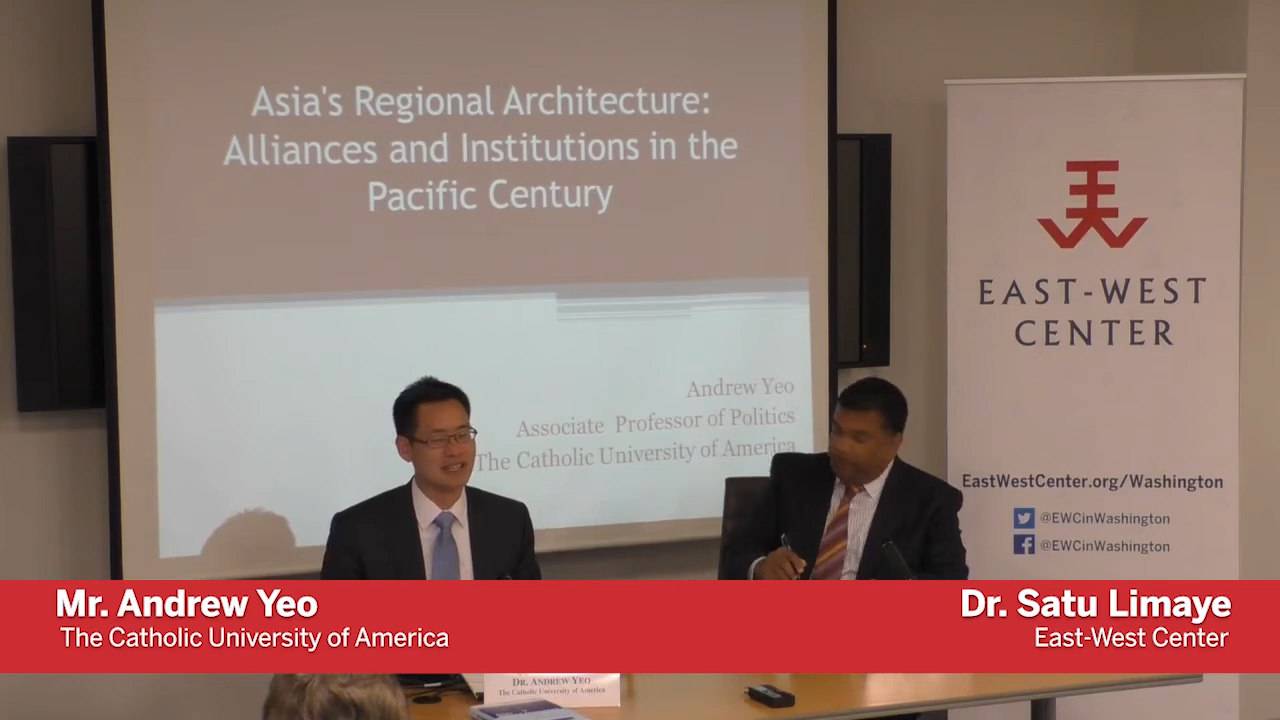 Asia's Regional Architecture:
Alliances and Institutions in the
Pacific Century
Andrew Yeo
Associate Professor of Politics
The Catholic University of America
EAST-WEST
CENTER
EastWestCenter.org/Washington
@EWCinWashington
@EWCinWashington
Mr. Andrew Yeo
The Catholic University of America
Dr. Satu Limaye
East-West Center
DR. ANDREW YEO
The Catholic University of America